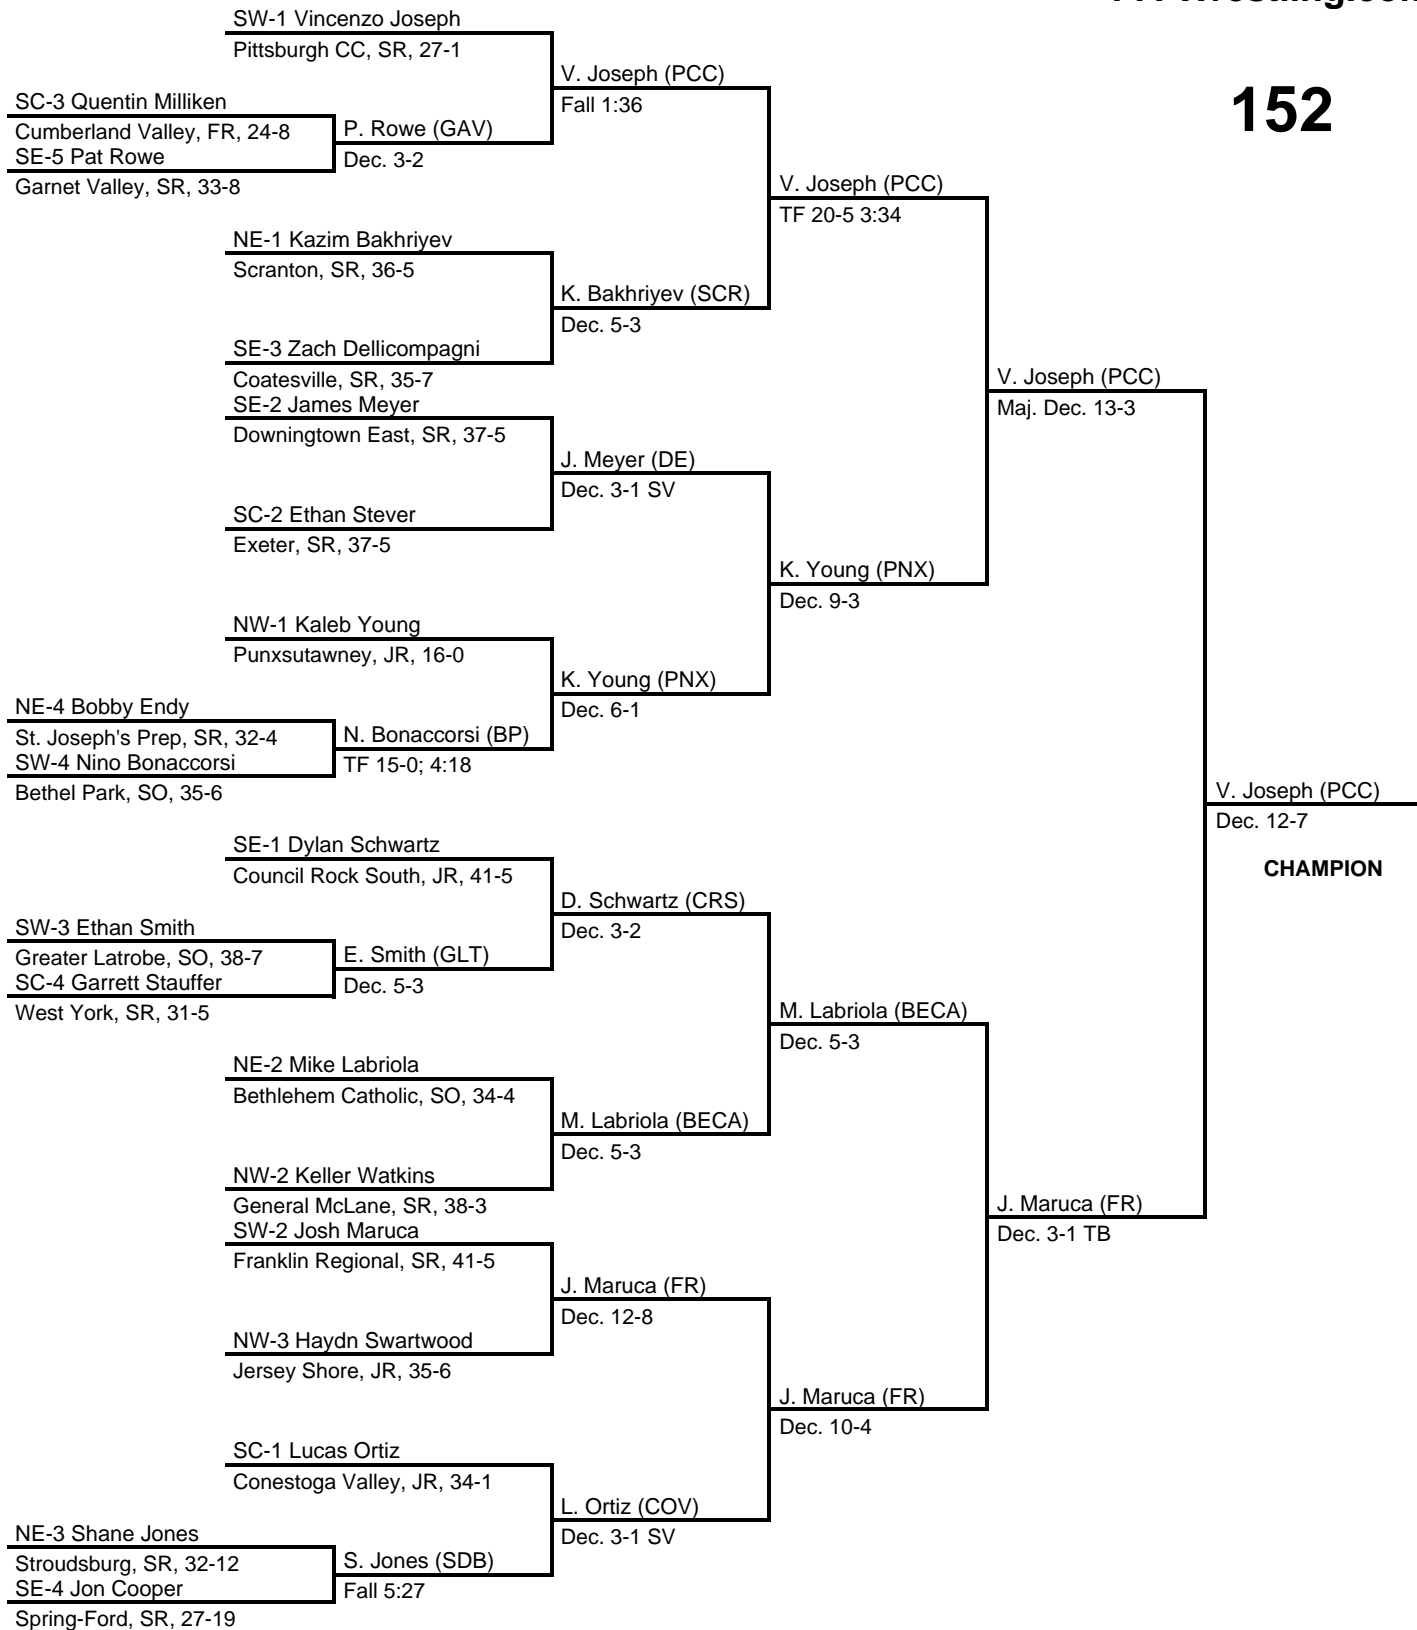 SW-1 Vincenzo Joseph
Pittsburgh CC, SR, 27-1
V. Joseph (PCC)
Fall 1:36
152
SC-3 Quentin Milliken
Cumberland Valley, FR, 24-8
SE-5 Pat Rowe
Garnet Valley, SR, 33-8
P. Rowe (GAV)
Dec. 3-2
V. Joseph (PCC)
TF 20-5 3:34
NE-1 Kazim Bakhriyev
Scranton, SR, 36-5
K. Bakhriyev (SCR)
Dec. 5-3
SE-3 Zach Dellicompagni
Coatesville, SR, 35-7
SE-2 James Meyer
Downingtown East, SR, 37-5
V. Joseph (PCC)
Maj. Dec. 13-3
J. Meyer (DE)
Dec. 3-1 SV
SC-2 Ethan Stever
Exeter, SR, 37-5
K. Young (PNX)
Dec. 9-3
NW-1 Kaleb Young
Punxsutawney, JR, 16-0
K. Young (PNX)
Dec. 6-1
NE-4 Bobby Endy
St. Joseph's Prep, SR, 32-4
SW-4 Nino Bonaccorsi
Bethel Park, SO, 35-6
N. Bonaccorsi (BP)
TF 15-0; 4:18
V. Joseph (PCC)
Dec. 12-7
CHAMPION
SE-1 Dylan Schwartz
Council Rock South, JR, 41-5
D. Schwartz (CRS)
Dec. 3-2
SW-3 Ethan Smith
Greater Latrobe, SO, 38-7
SC-4 Garrett Stauffer
West York, SR, 31-5
E. Smith (GLT)
Dec. 5-3
M. Labriola (BECA)
Dec. 5-3
NE-2 Mike Labriola
Bethlehem Catholic, SO, 34-4
M. Labriola (BECA)
Dec. 5-3
NW-2 Keller Watkins
General McLane, SR, 38-3
SW-2 Josh Maruca
Franklin Regional, SR, 41-5
J. Maruca (FR)
Dec. 3-1 TB
J. Maruca (FR)
Dec. 12-8
NW-3 Haydn Swartwood
Jersey Shore, JR, 35-6
J. Maruca (FR)
Dec. 10-4
SC-1 Lucas Ortiz
Conestoga Valley, JR, 34-1
L. Ortiz (COV)
Dec. 3-1 SV
NE-3 Shane Jones
Stroudsburg, SR, 32-12
SE-4 Jon Cooper
Spring-Ford, SR, 27-19
S. Jones (SDB)
Fall 5:27